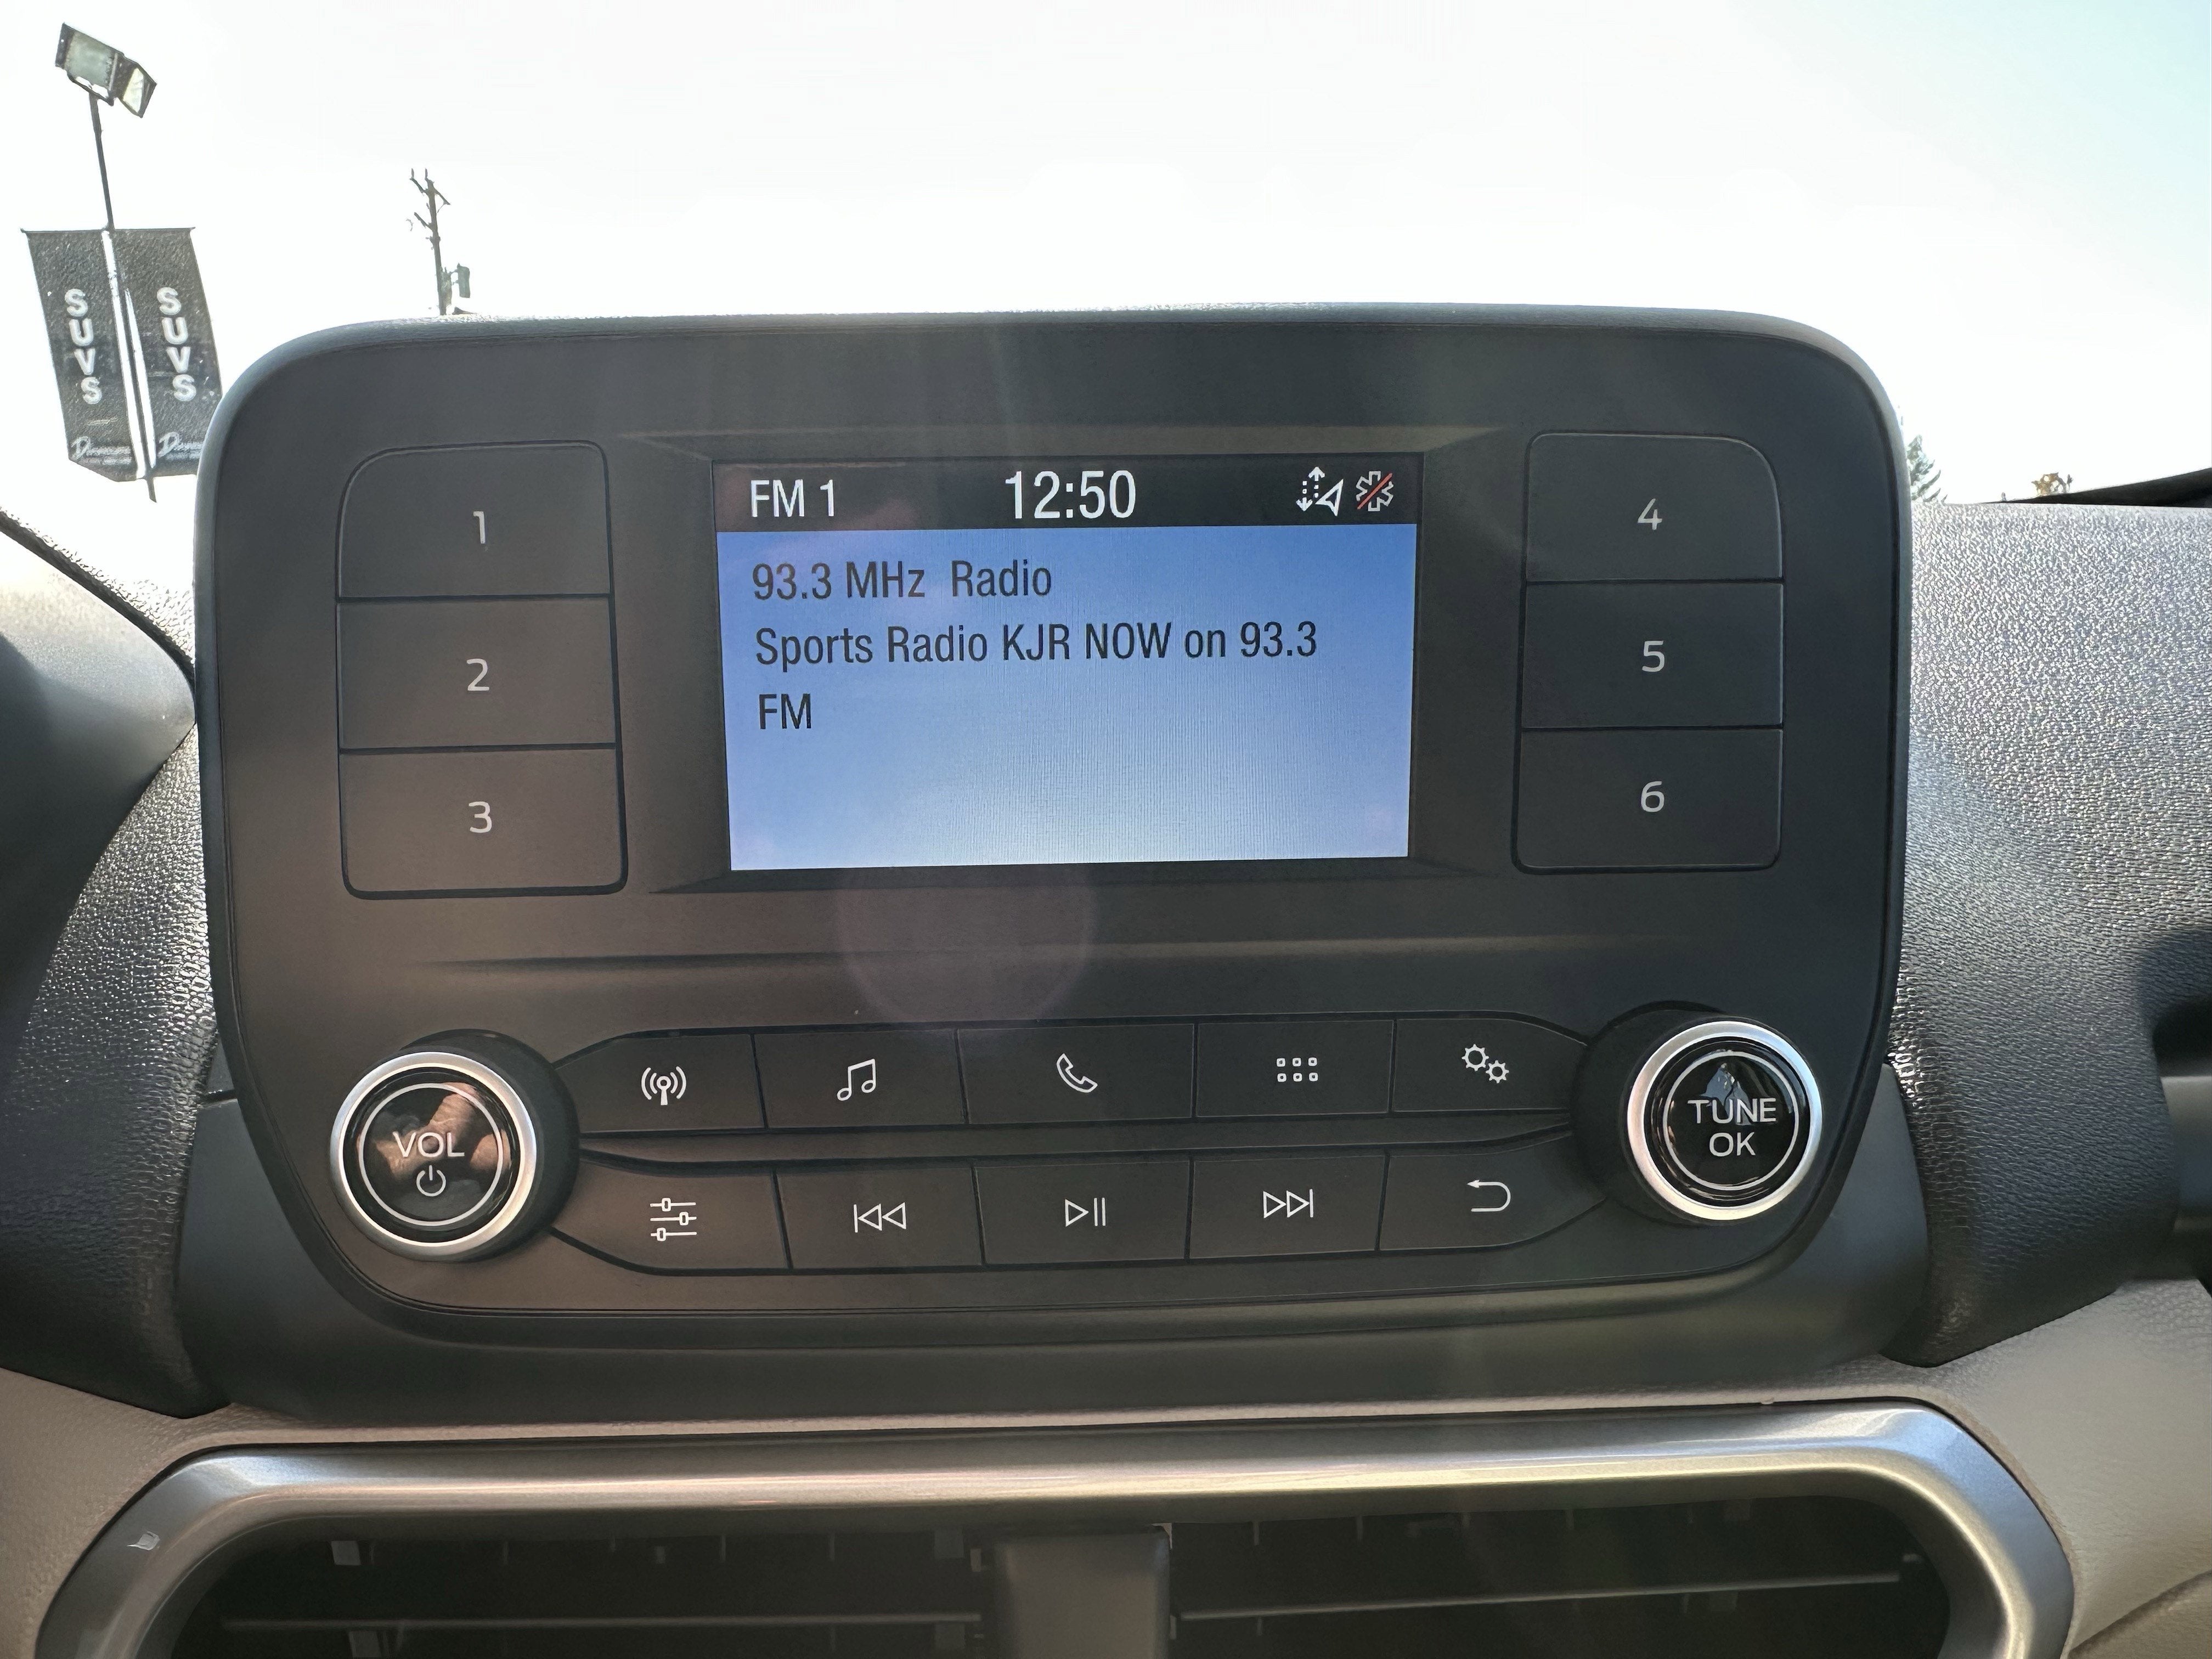 SUVS
SUVS
FM 1 12:50
93.3 MHz Radio
Sports Radio KJR NOW on 93.3
FM
1
2
3
4
5
6
VOL
TUNE
OK